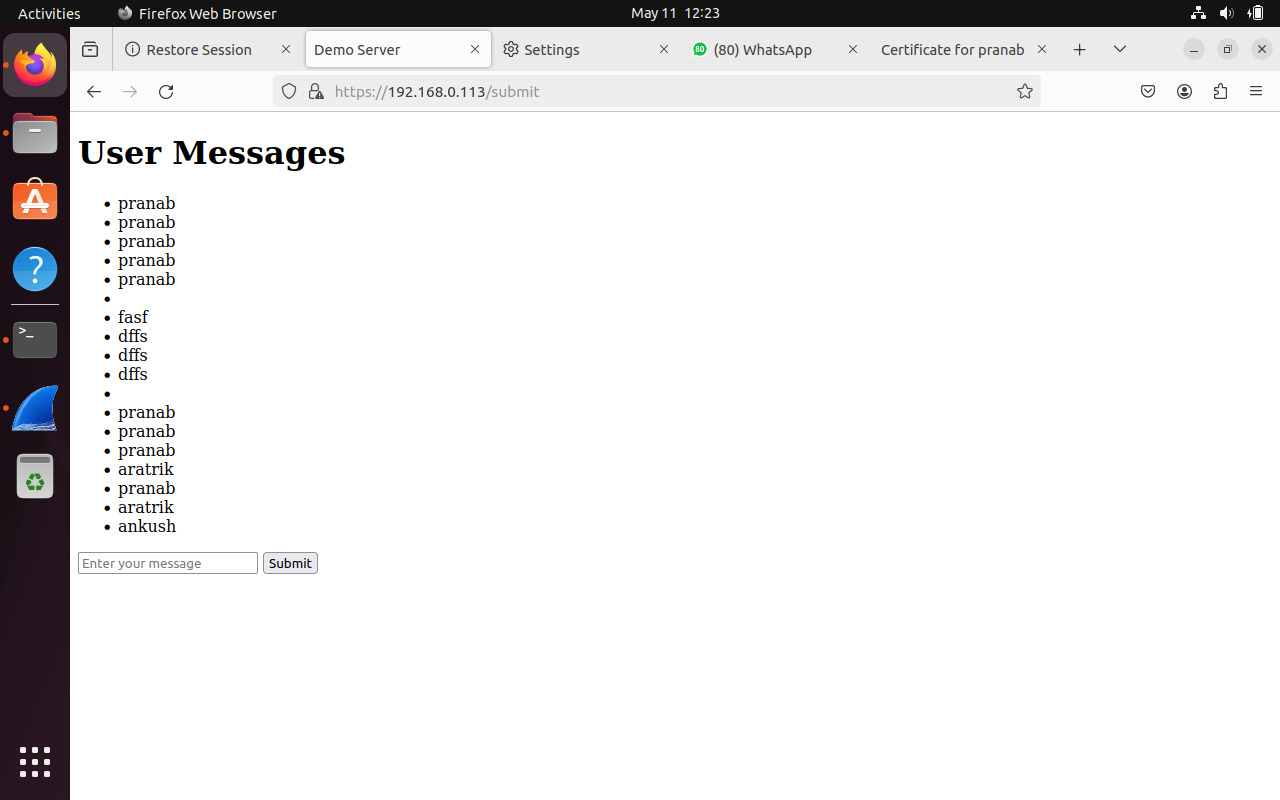 Activities Firefox Web Browser May 11 12:23
Restore Session Demo Server Settings 80 (80) WhatsApp Certificate for pranab
https://192.168.0.113/submit
User Messages
• pranab
• pranab
• pranab
• pranab
• pranab
•
• fasf
• dffs
• dffs
• dffs
•
• pranab
• pranab
• pranab
• aratrik
• pranab
• aratrik
• ankush
Enter your message Submit